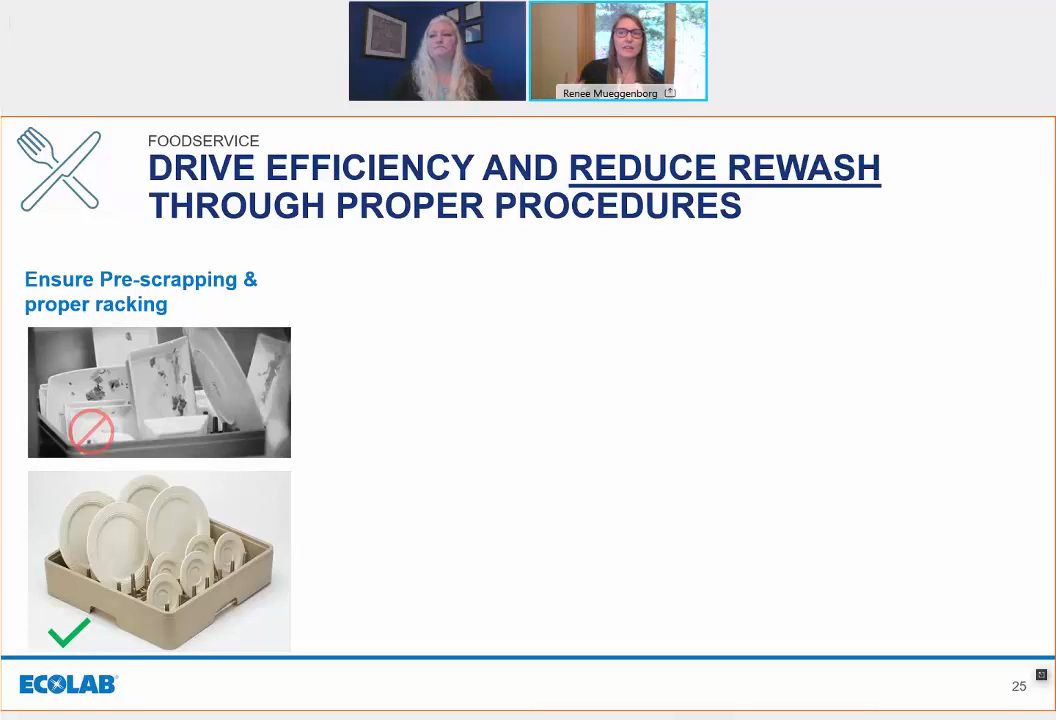 Renee Mueggenborg
FOODSERVICE
DRIVE EFFICIENCY AND REDUCE REWASH
THROUGH PROPER PROCEDURES
Ensure Pre-scrapping &
proper racking
ECOLAB
25